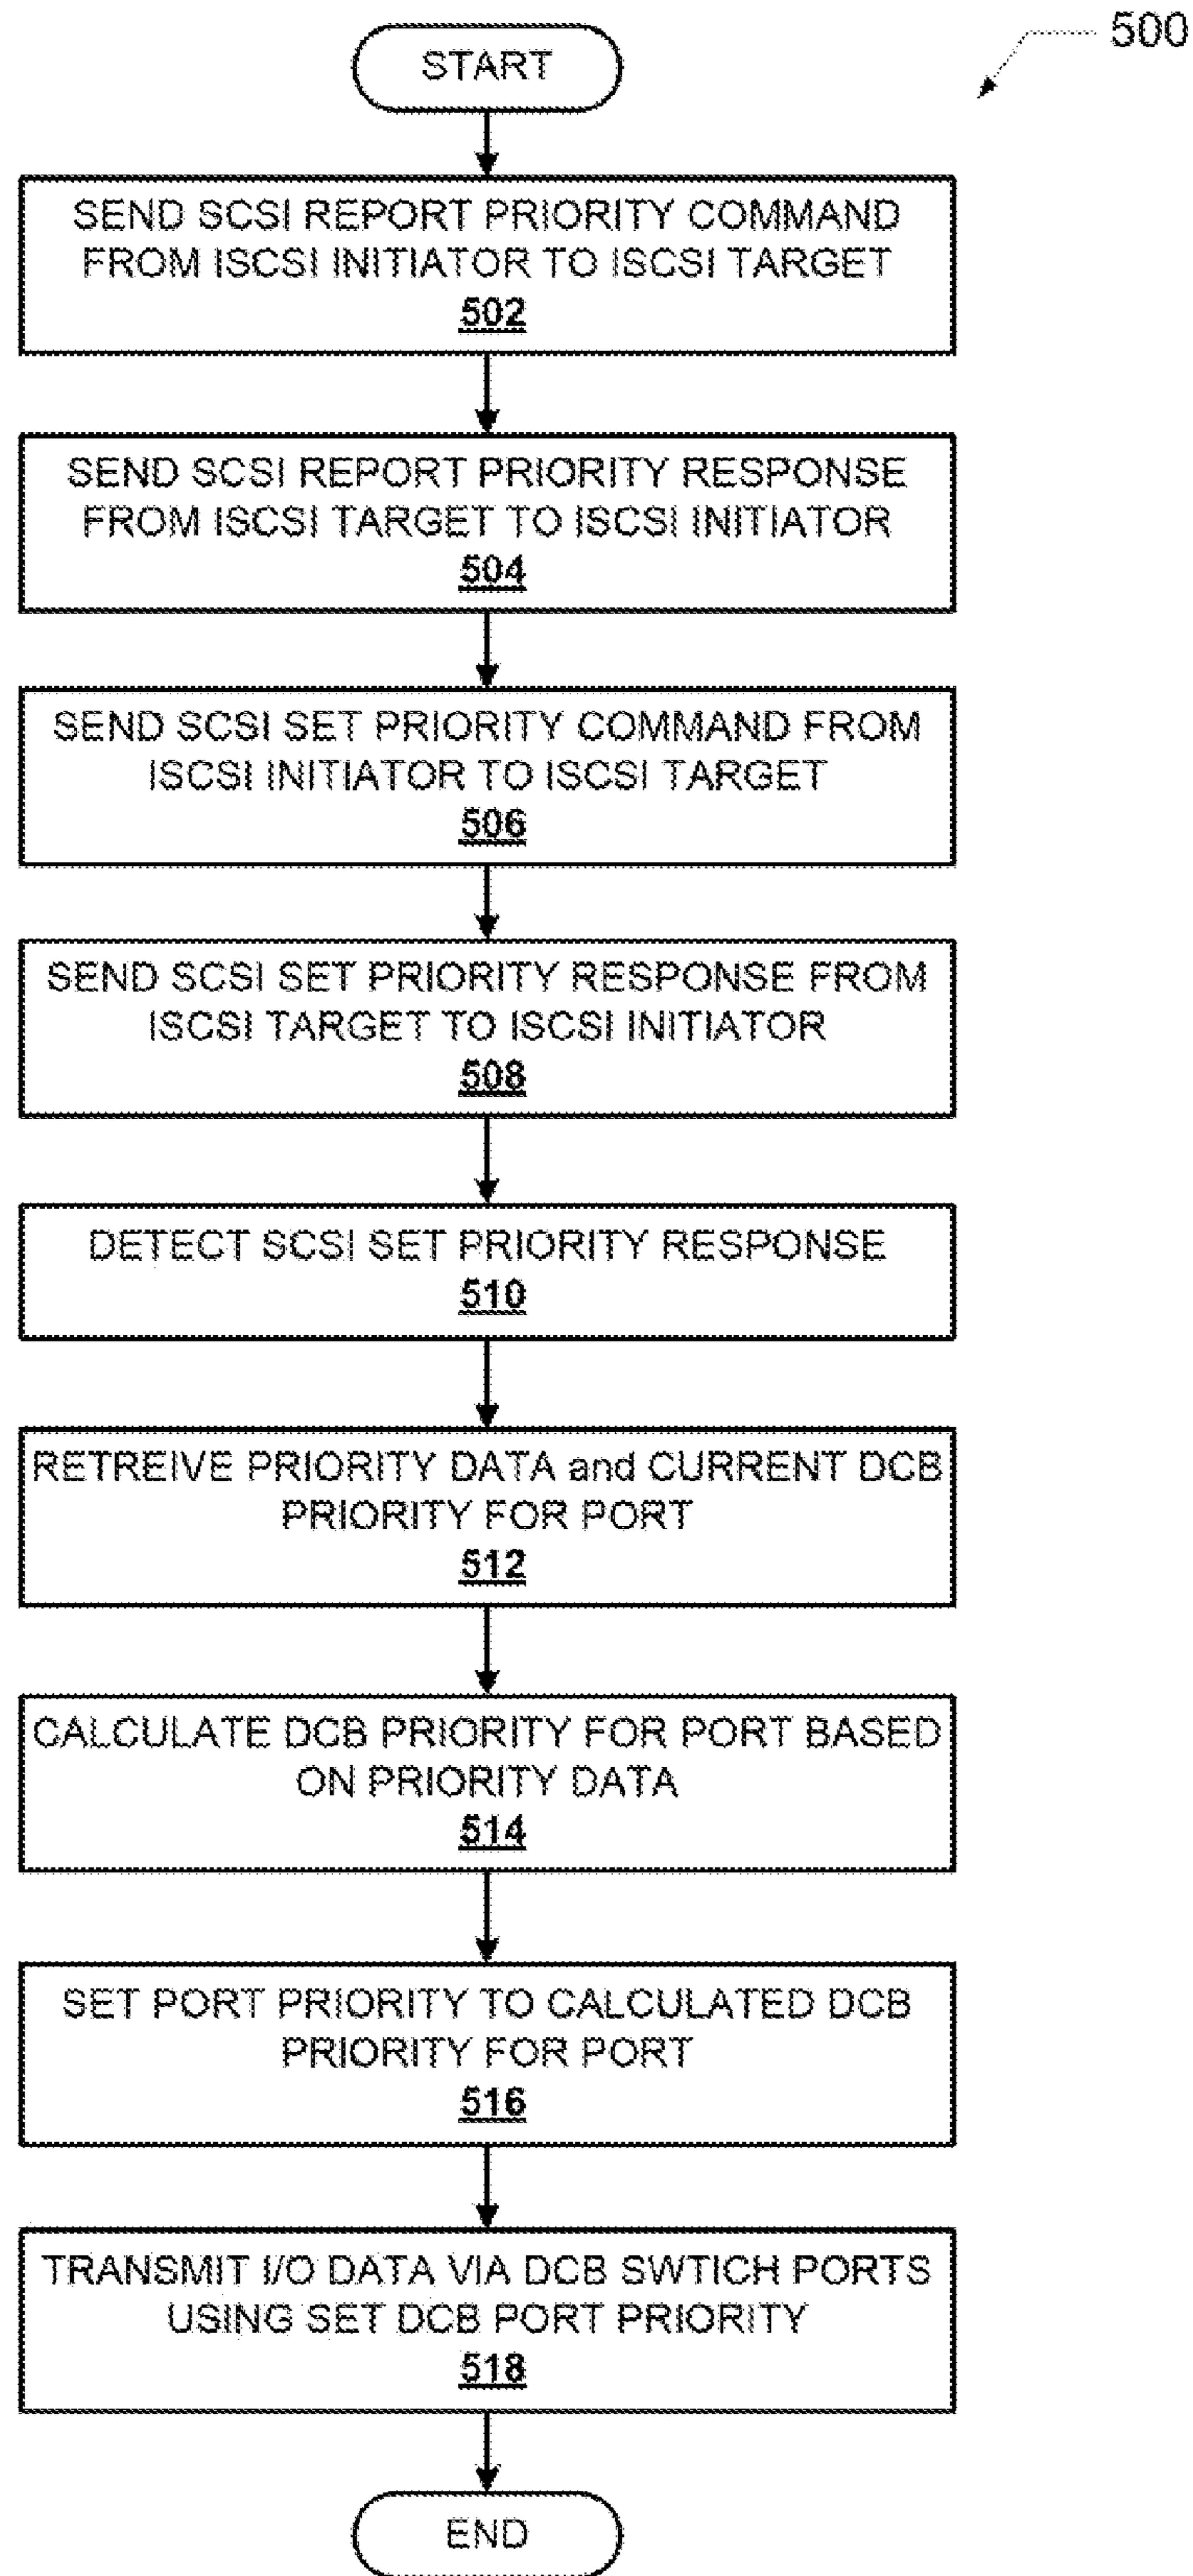 500
START
SEND SCSI REPORT PRIORITY COMMAND
FROM ISCSI INITIATOR TO ISCSI TARGET
502
SEND SCSI REPORT PRIORITY RESPONSE
FROM ISCSI TARGET TO ISCSI INITIATOR
504
SEND SCSI SET PRIORITY COMMAND FROM
ISCSI INITIATOR TO ISCSI TARGET
506
SEND SCSI SET PRIORITY RESPONSE FROM
ISCSI TARGET TO ISCSI INITIATOR
508
DETECT SCSI SET PRIORITY RESPONSE
510
RETREIVE PRIORITY DATA and CURRENT DCB
PRIORITY FOR PORT
512
CALCULATE DCB PRIORITY FOR PORT BASED
ON PRIORITY DATA
514
SET PORT PRIORITY TO CALCULATED DCB
PRIORITY FOR PORT
516
TRANSMIT I/O DATA VIA DCB SWTICH PORTS
USING SET DCB PORT PRIORITY
518
END